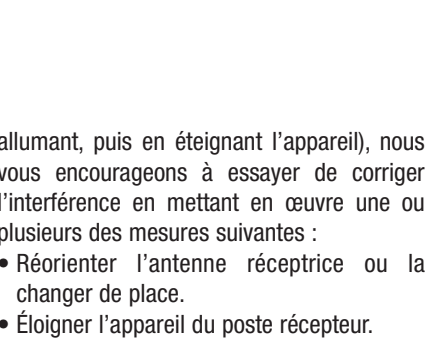 allumant, puis en éteignant l'appareil), nous
vous encourageons à essayer de corriger
l'interférence en mettant en œuvre une ou
plusieurs des mesures suivantes :
• Réorienter l'antenne réceptrice ou la
changer de place.
• Éloigner l'appareil du poste récepteur.